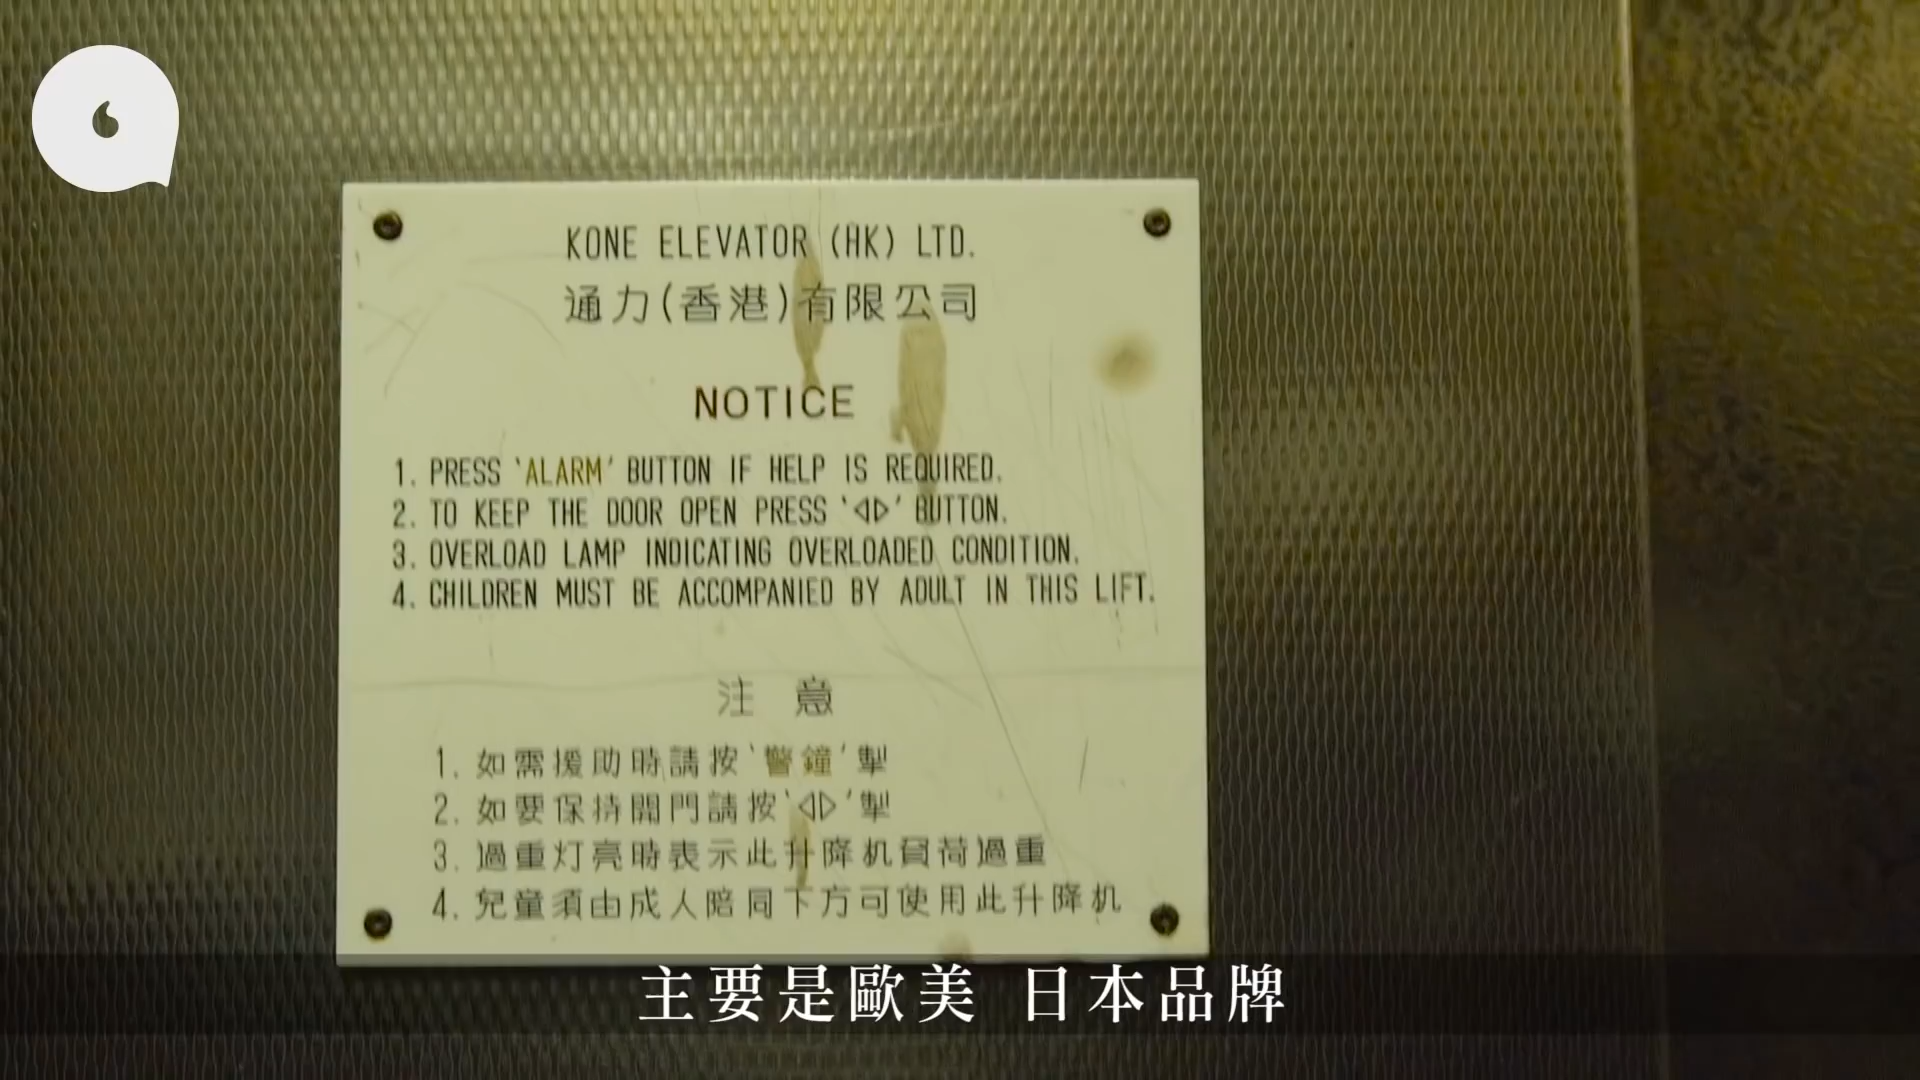 KONE ELEVATOR (HK) LTD.
通力(香港)有限公司
NOTICE
1. PRESS 'ALARM' BUTTON IF HELP IS REQUIRED.
2. TO KEEP THE DOOR OPEN PRESS '◁▷' BUTTON.
3. OVERLOAD LAMP INDICATING OVERLOADED CONDITION.
4. CHILDREN MUST BE ACCOMPANIED BY ADULT IN THIS LIFT.
注意
1. 如需援助時請按'警鐘'掣
2. 如要保持開門請按'◁▷'掣
3. 過重灯亮時表示此升降机負荷過重
4. 兒童須由成人陪同下方可使用此升降机
主要是歐美 日本品牌